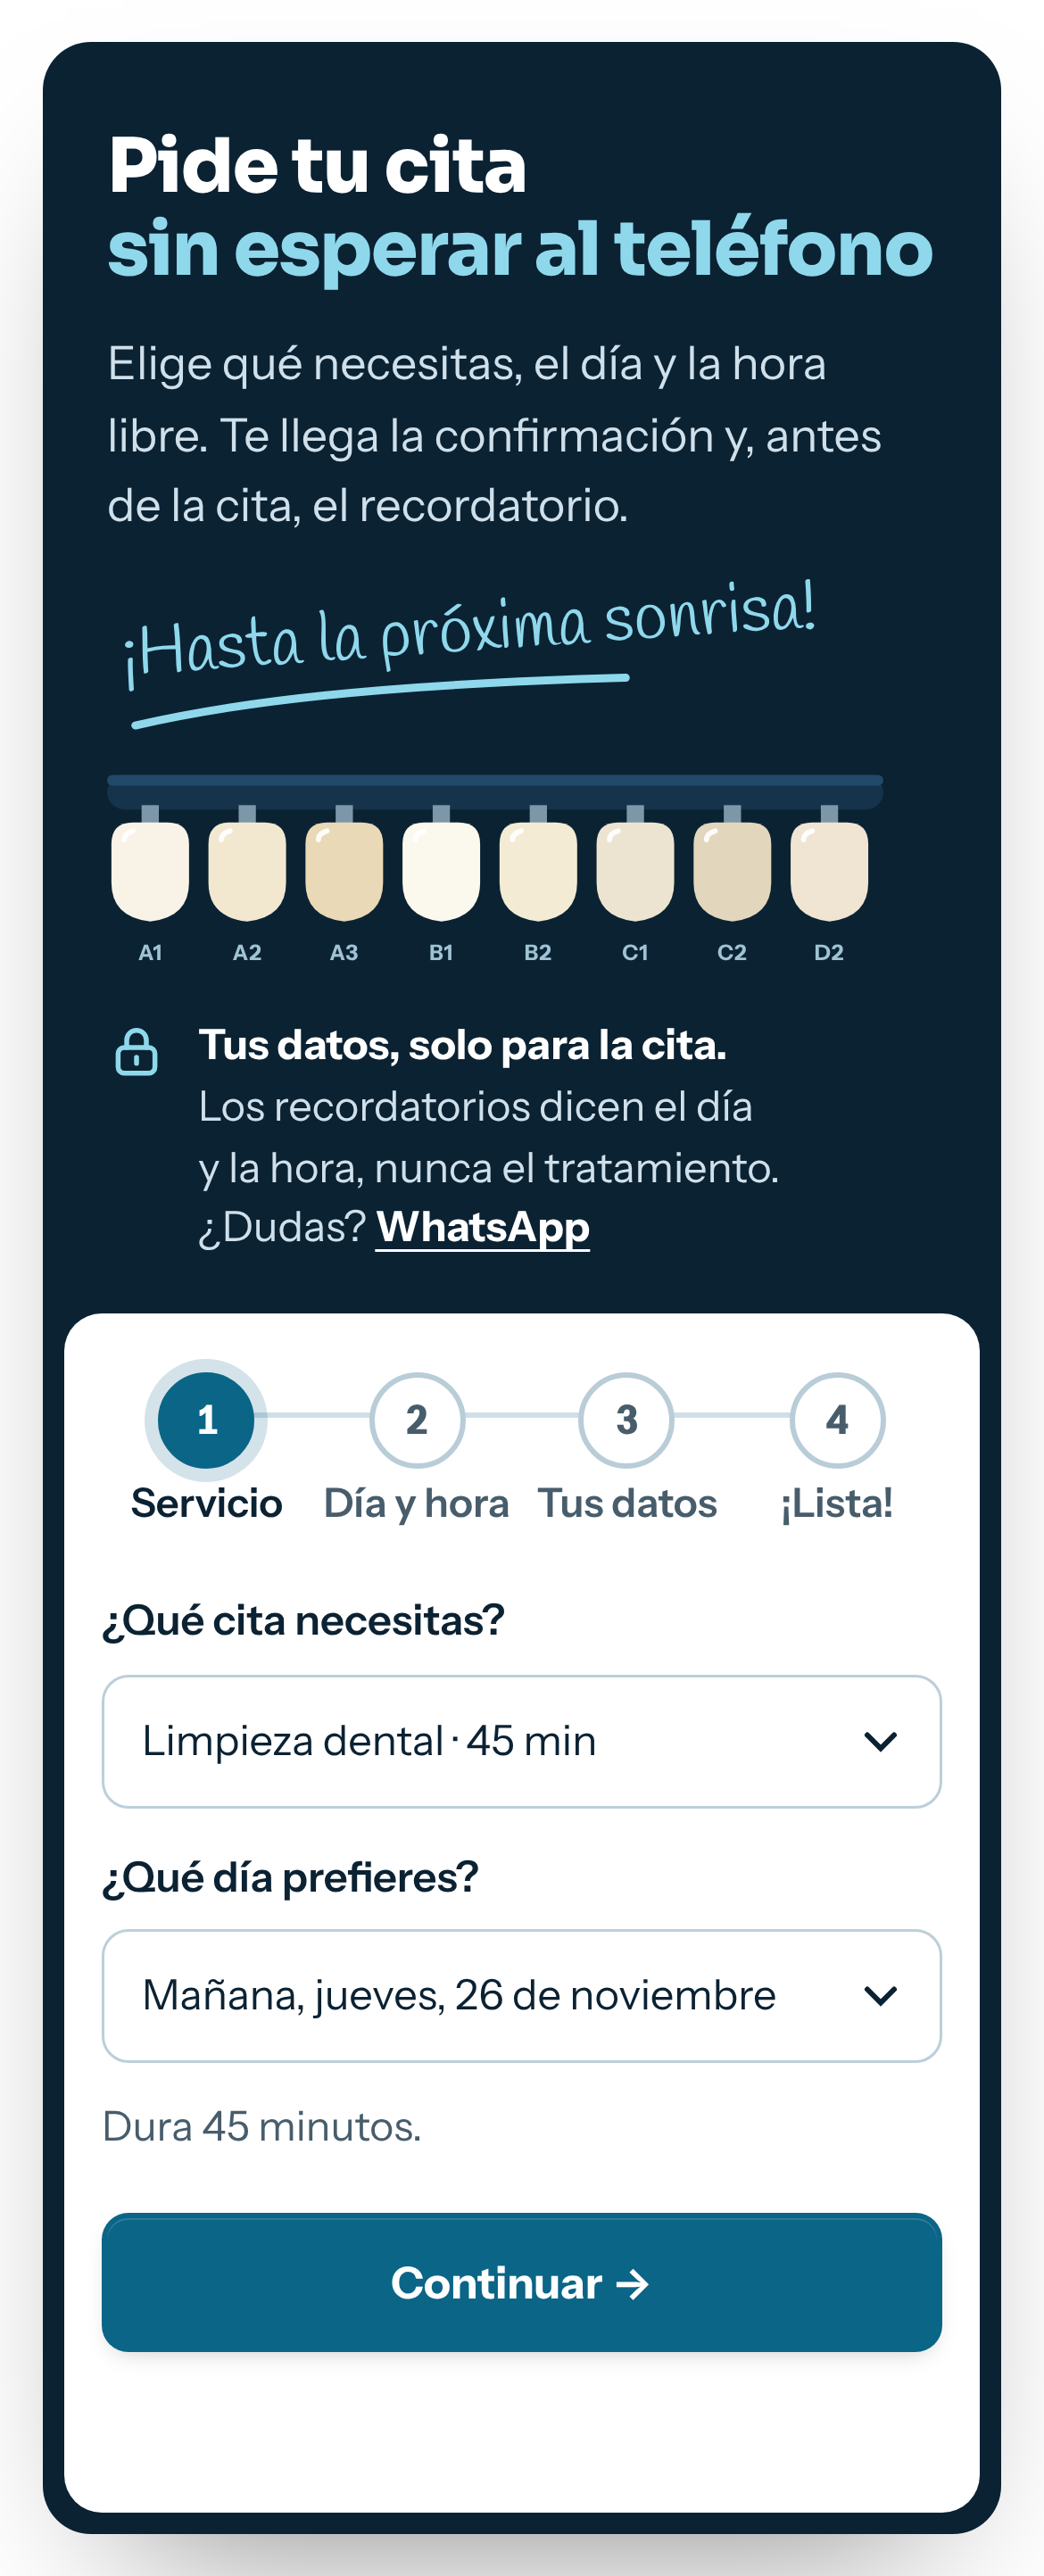 Pide tu cita
sin esperar al teléfono
Elige qué necesitas, el día y la hora
libre. Te llega la confirmación y, antes
de la cita, el recordatorio.
¡Hasta la próxima sonrisa!
A1 A2 A3 B1 B2 C1 C2 D2
Tus datos, solo para la cita.
Los recordatorios dicen el día
y la hora, nunca el tratamiento.
¿Dudas? WhatsApp
1 2 3 4
Servicio Día y hora Tus datos ¡Lista!
¿Qué cita necesitas?
Limpieza dental · 45 min
¿Qué día prefieres?
Mañana, jueves, 26 de noviembre
Dura 45 minutos.
Continuar →